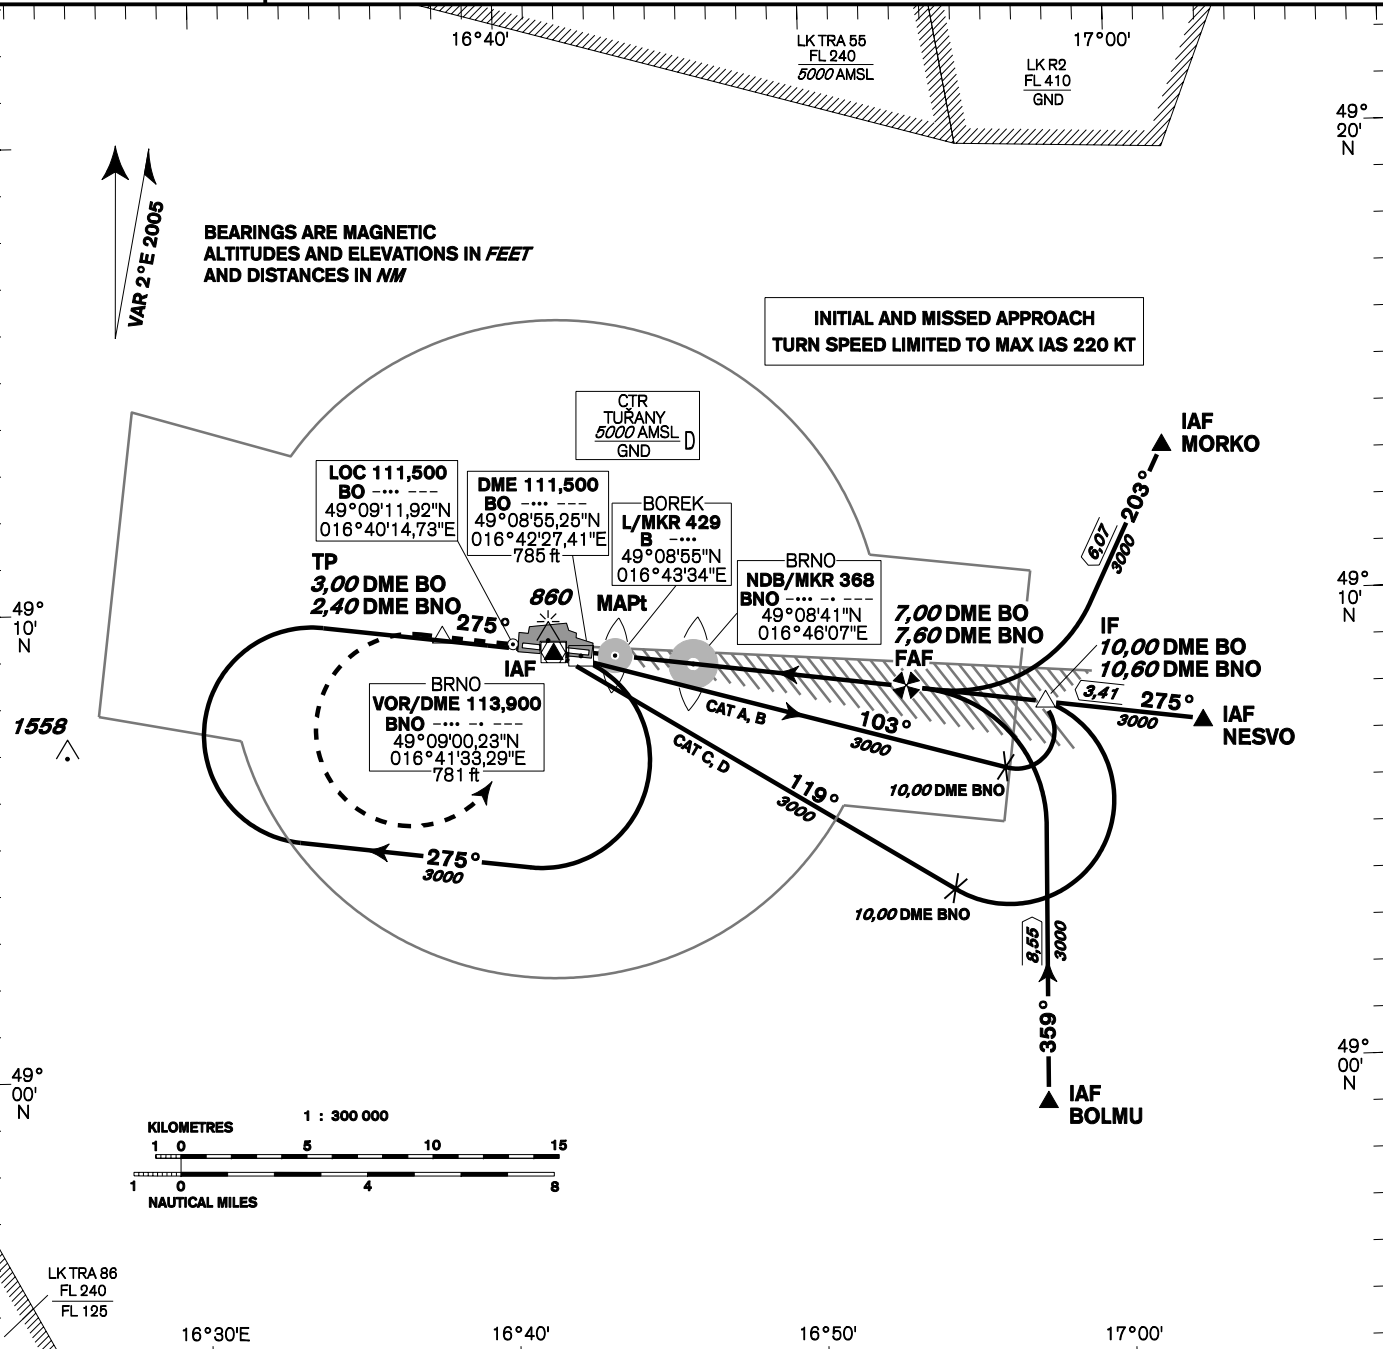 16°40'
LK TRA 55
FL 240
5000 AMSL
17°00'
LK R2
FL 410
GND
49°
20'
N
VAR 2°E 2005
BEARINGS ARE MAGNETIC
ALTITUDES AND ELEVATIONS IN FEET
AND DISTANCES IN NM
INITIAL AND MISSED APPROACH
TURN SPEED LIMITED TO MAX IAS 220 KT
CTR
TUŘANY
5000 AMSL
GND
D
IAF
MORKO
203°
6,07
3000
LOC 111,500
BO -··· ---
49°09'11,92"N
016°40'14,73"E
DME 111,500
BO -··· ---
49°08'55,25"N
016°42'27,41"E
785 ft
BOREK
L/MKR 429
B -···
49°08'55"N
016°43'34"E
BRNO
NDB/MKR 368
BNO -··· -· ---
49°08'41"N
016°46'07"E
TP
3,00 DME BO
2,40 DME BNO
275°
860
MAPt
7,00 DME BO
7,60 DME BNO
FAF
IF
10,00 DME BO
10,60 DME BNO
49°
10'
N
49°
10'
N
IAF
BRNO
VOR/DME 113,900
BNO -··· -· ---
49°09'00,23"N
016°41'33,29"E
781 ft
1558
CAT A, B
103°
3000
CAT C, D
119°
3000
3,41
275°
3000
IAF
NESVO
10,00 DME BNO
10,00 DME BNO
275°
3000
8,55
3000
359°
IAF
BOLMU
49°
00'
N
49°
00'
N
1 : 300 000
KILOMETRES
1 0 5 10 15
1 0 4 8
NAUTICAL MILES
LK TRA 86
FL 240
FL 125
16°30'E
16°40'
16°50'
17°00'